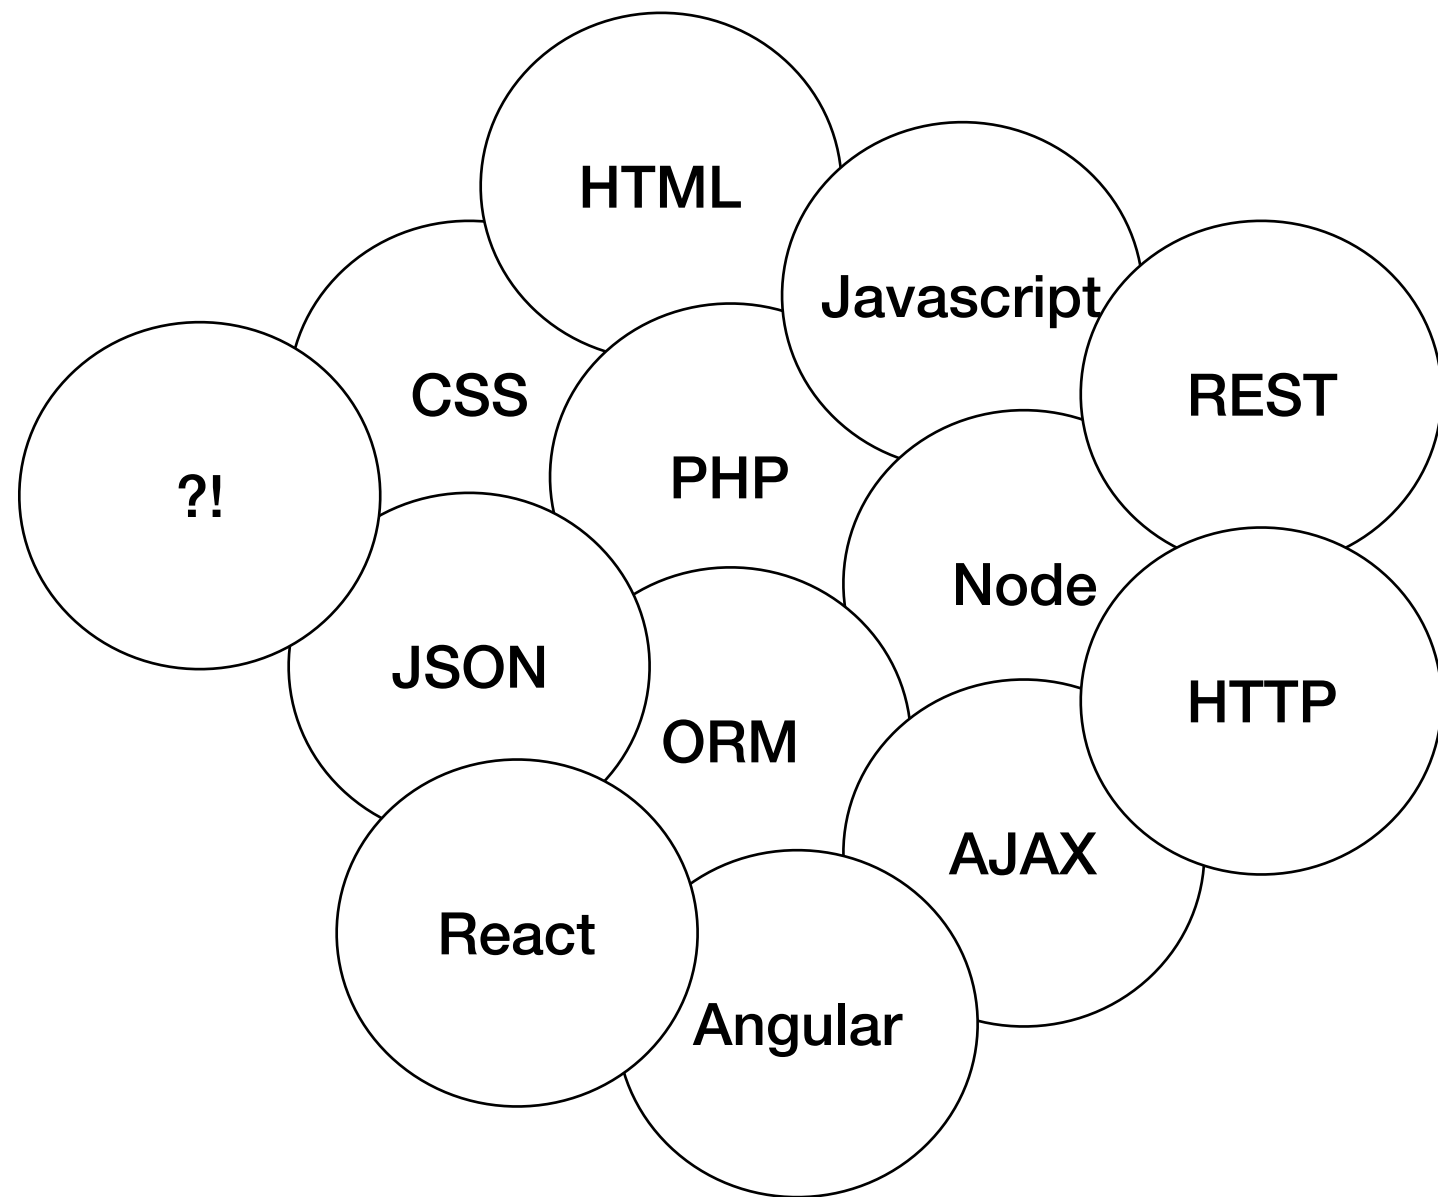 HTML
Javascript
CSS
REST
PHP
?!
Node
JSON
HTTP
ORM
AJAX
React
Angular